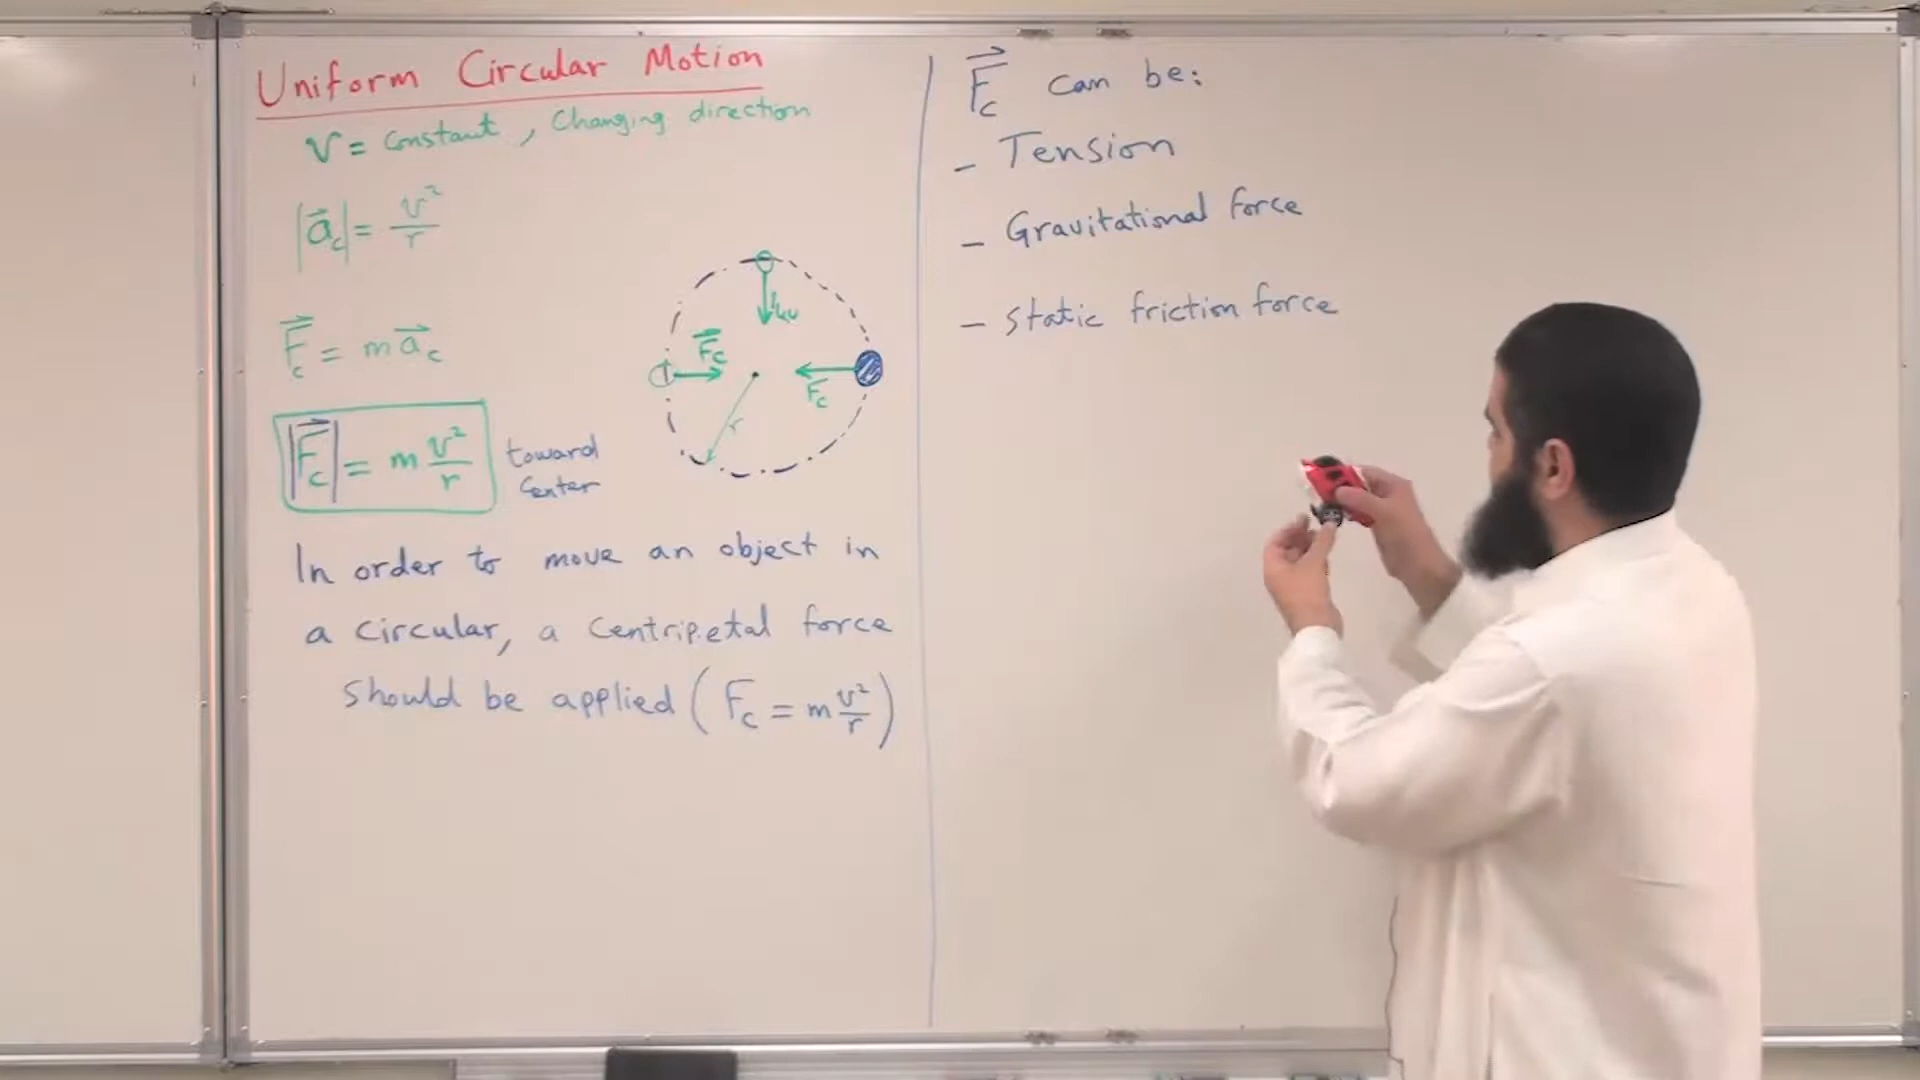 Uniform Circular Motion
v = constant, Changing direction
|a⃗c| = v²/r
F⃗c = m a⃗c
|F⃗c| = m v²/r toward
Center
F⃗c
Fc
r
In order to move an object in
a circular, a centripetal force
should be applied (Fc = m v²/r)
F⃗c can be:
- Tension
- Gravitational force
- static friction force